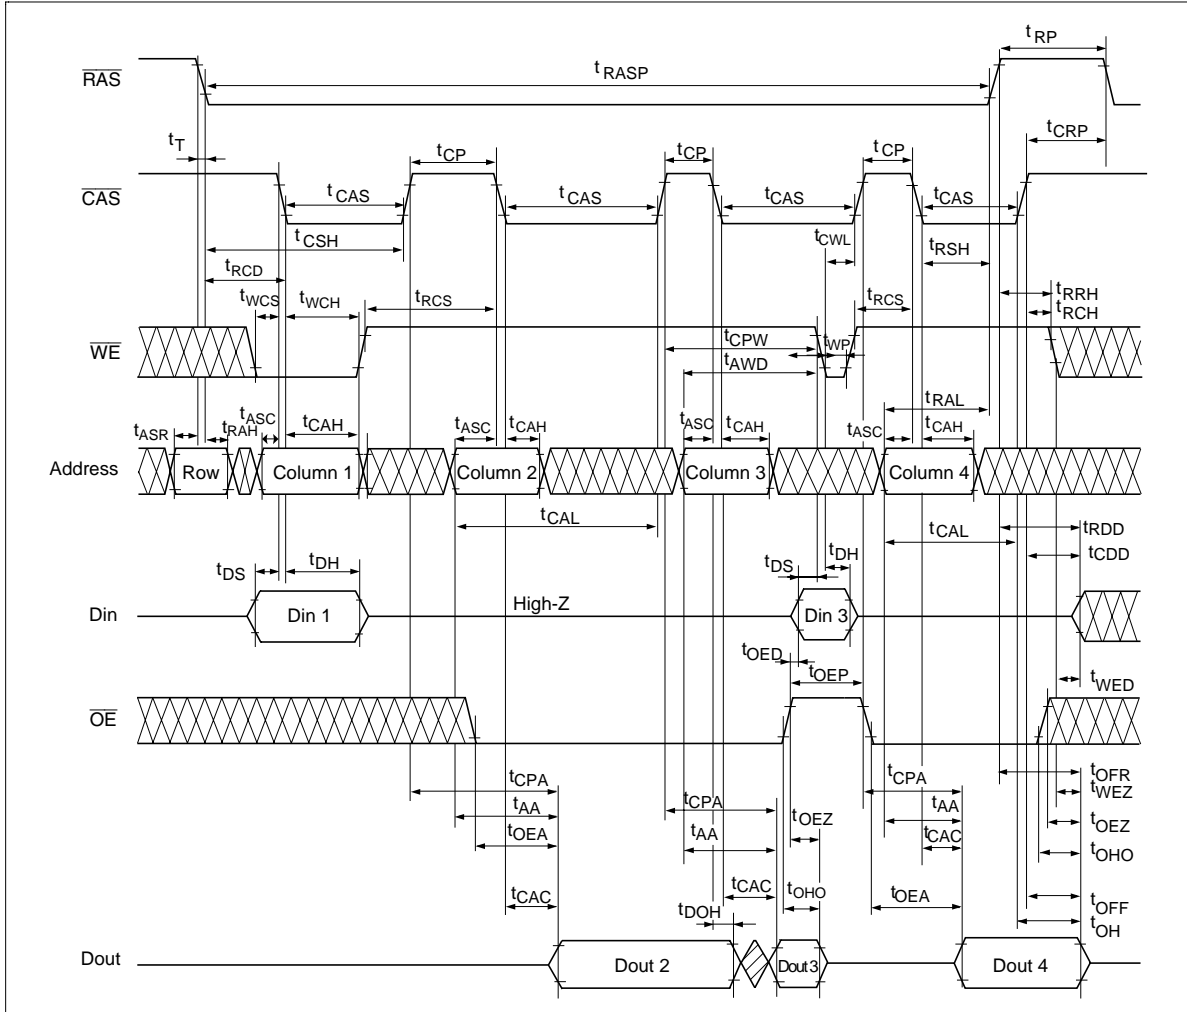 tRP
RAS
tRASP
tT
tCRP
tCP
tCP
tCP
CAS
tCAS
tCAS
tCAS
tCAS
tCSH
tCWL
tRSH
tRCD
tWCS
tWCH
tRCS
tRCS
tRRH
tRCH
WE
tCPW
tWP
tAWD
tRAL
tASR
tRAH
tASC
tCAH
tASC
tCAH
tASC
tCAH
tASC
tCAH
Address
Row
Column 1
Column 2
Column 3
Column 4
tCAL
tCAL
tRDD
tCDD
tDS
tDH
tDS
tDH
Din
Din 1
High-Z
Din 3
tOED
tOEP
tWED
OE
tCPA
tCPA
tCPA
tOFR
tWEZ
tAA
tAA
tAA
tOEA
tOEZ
tOEZ
tCAC
tOHO
tCAC
tCAC
tOHO
tOEA
tDOH
tOFF
tOH
Dout
Dout 2
Dout 3
Dout 4